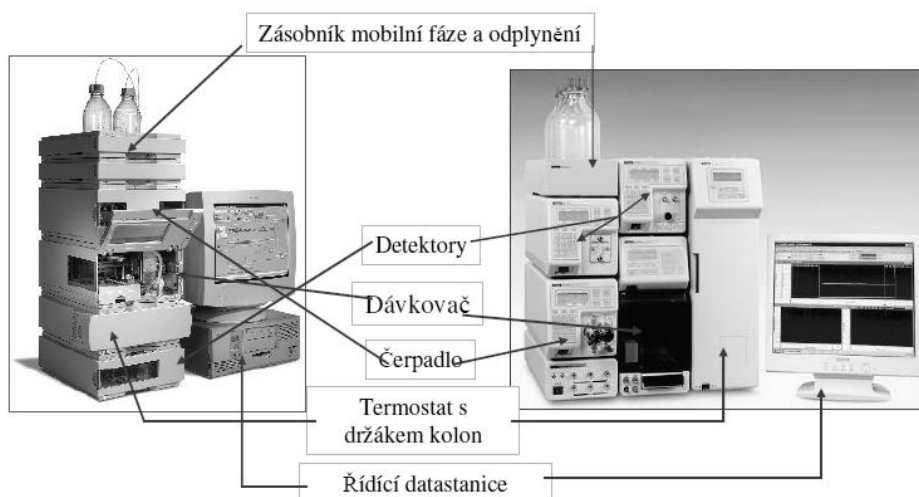 Zásobník mobilní fáze a odplynění
Detektory
Dávkovač
Čerpadlo
Termostat s
držákem kolon
Řídící datastanice